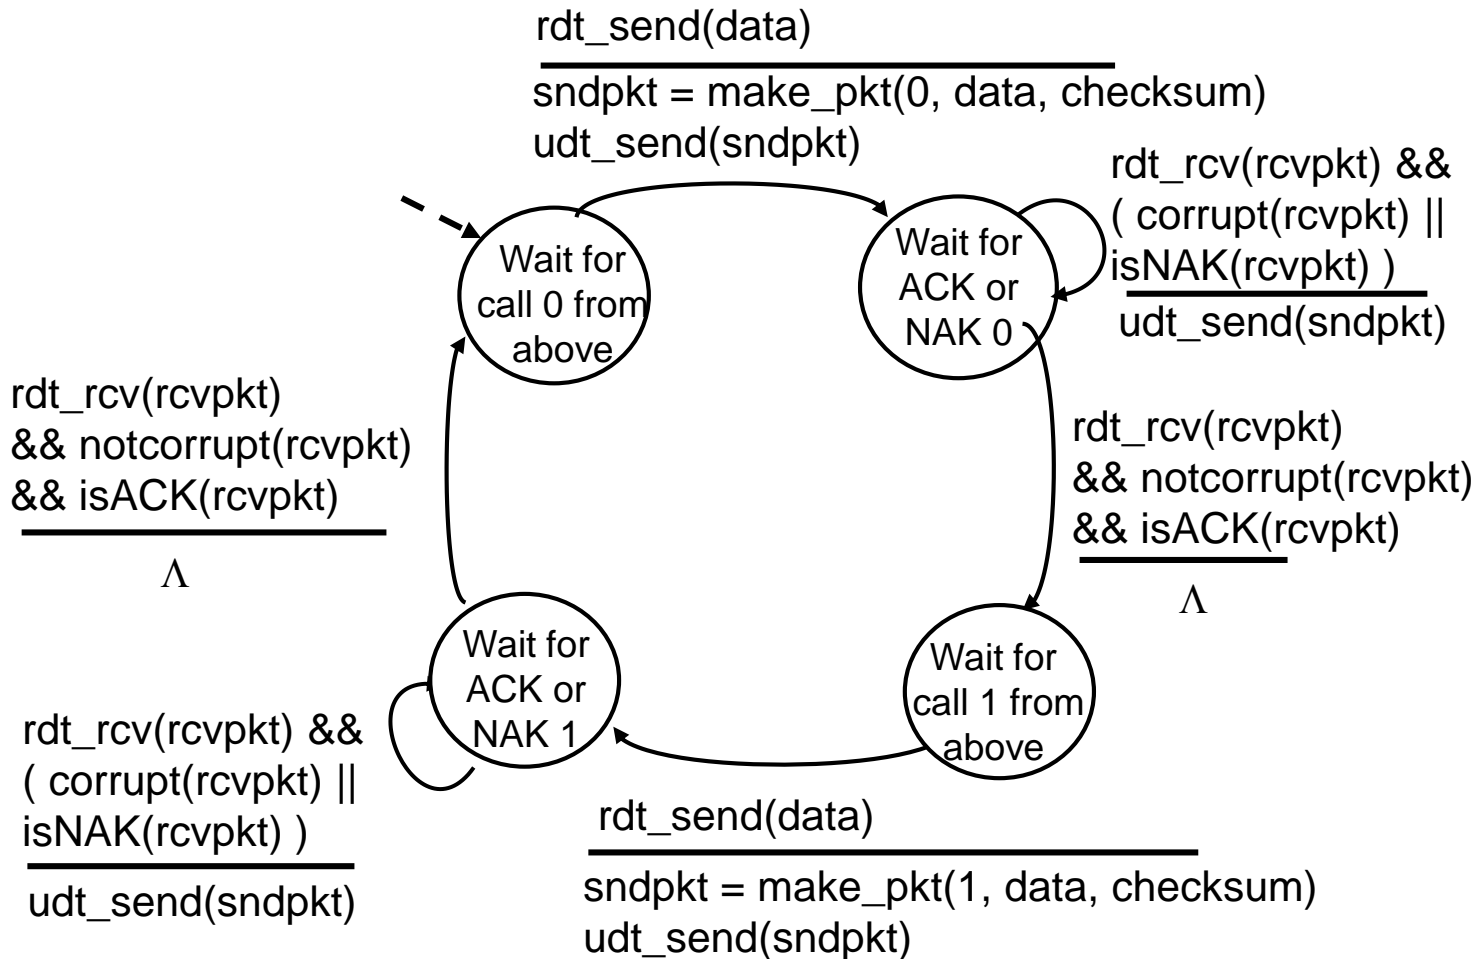 rdt_send(data)
sndpkt = make_pkt(0, data, checksum)
udt_send(sndpkt)
rdt_rcv(rcvpkt) &&
( corrupt(rcvpkt) ||
isNAK(rcvpkt) )
udt_send(sndpkt)
Wait for
call 0 from
above
Wait for
ACK or
NAK 0
rdt_rcv(rcvpkt)
&& notcorrupt(rcvpkt)
&& isACK(rcvpkt)
Λ
rdt_rcv(rcvpkt)
&& notcorrupt(rcvpkt)
&& isACK(rcvpkt)
Λ
Wait for
ACK or
NAK 1
Wait for
call 1 from
above
rdt_rcv(rcvpkt) &&
( corrupt(rcvpkt) ||
isNAK(rcvpkt) )
udt_send(sndpkt)
rdt_send(data)
sndpkt = make_pkt(1, data, checksum)
udt_send(sndpkt)